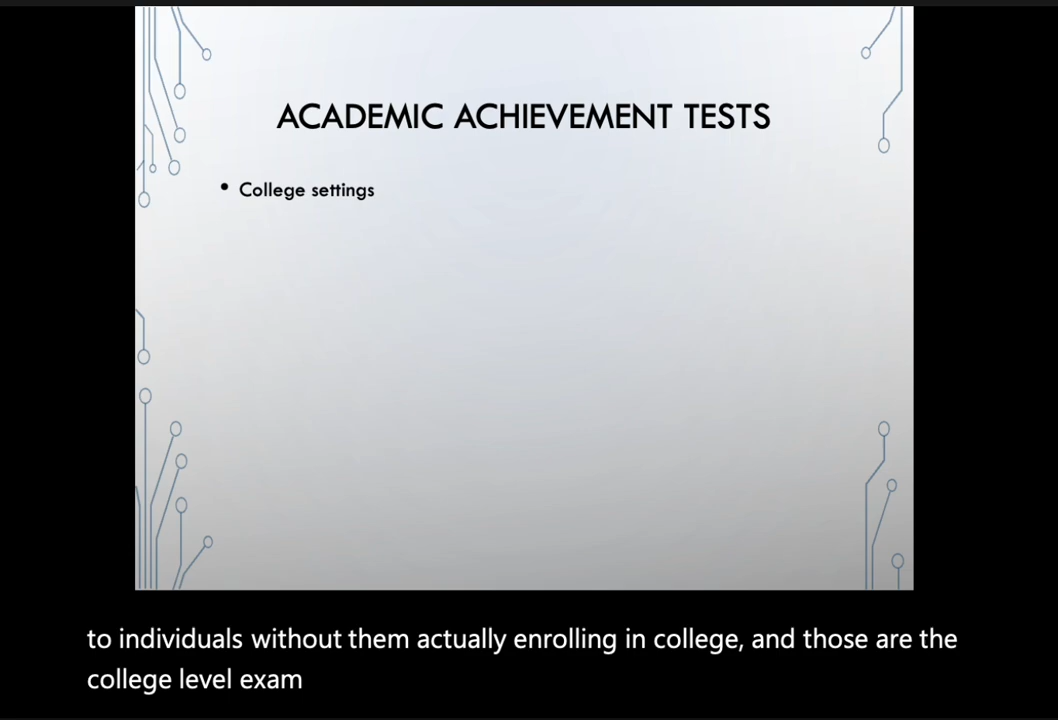 ACADEMIC ACHIEVEMENT TESTS
• College settings
to individuals without them actually enrolling in college, and those are the
college level exam